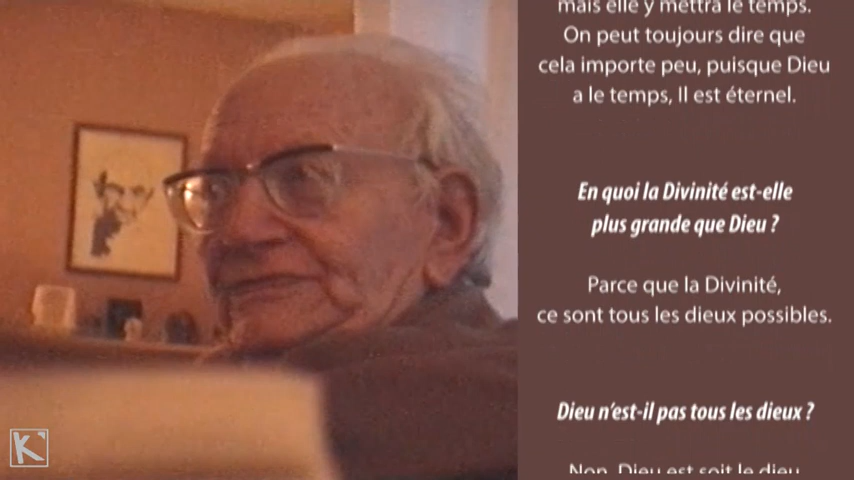 mais elle y mettra le temps.
On peut toujours dire que
cela importe peu, puisque Dieu
a le temps, Il est éternel.
En quoi la Divinité est-elle
plus grande que Dieu ?
Parce que la Divinité,
ce sont tous les dieux possibles.
Dieu n'est-il pas tous les dieux ?
Non, Dieu est soit le dieu
K